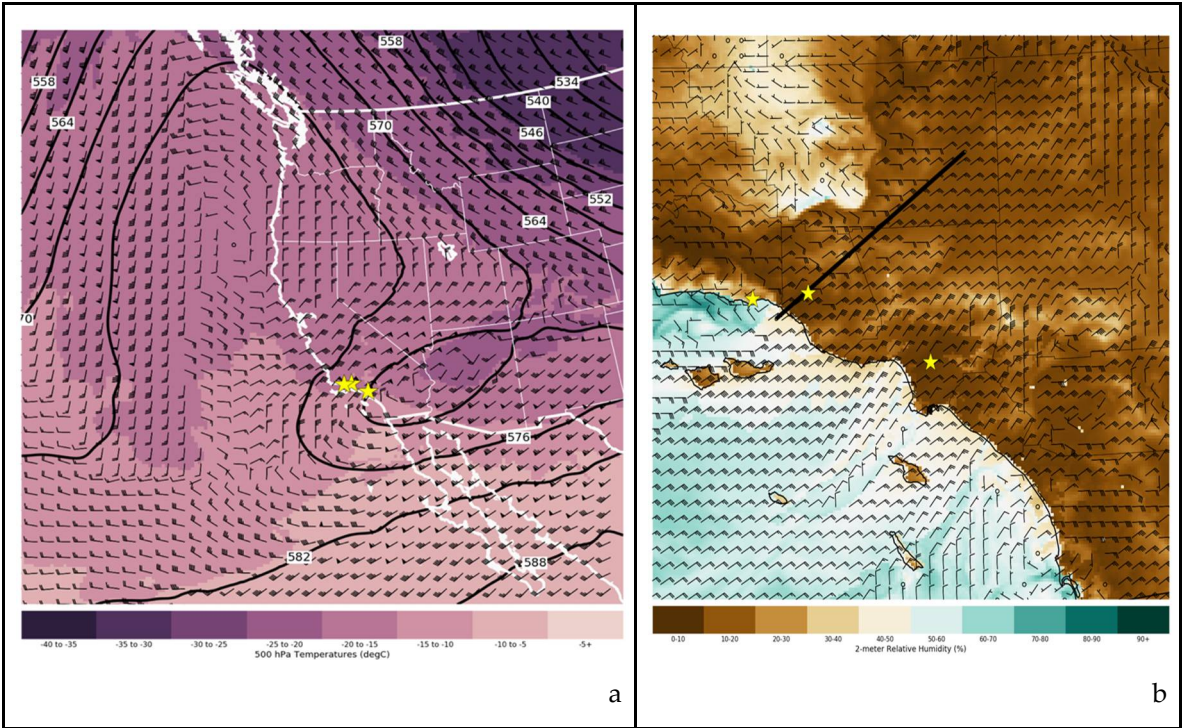 558
558
534
540
564
570
546
552
564
70
576
582
588
-40 to -35 -35 to -30 -30 to -25 -25 to -20 -20 to -15 -15 to -10 -10 to -5 -5+
500 hPa Temperatures (degC)
a
0-10 10-20 20-30 30-40 40-50 50-60 60-70 70-80 80-90 90+
2-meter Relative Humidity (%)
b